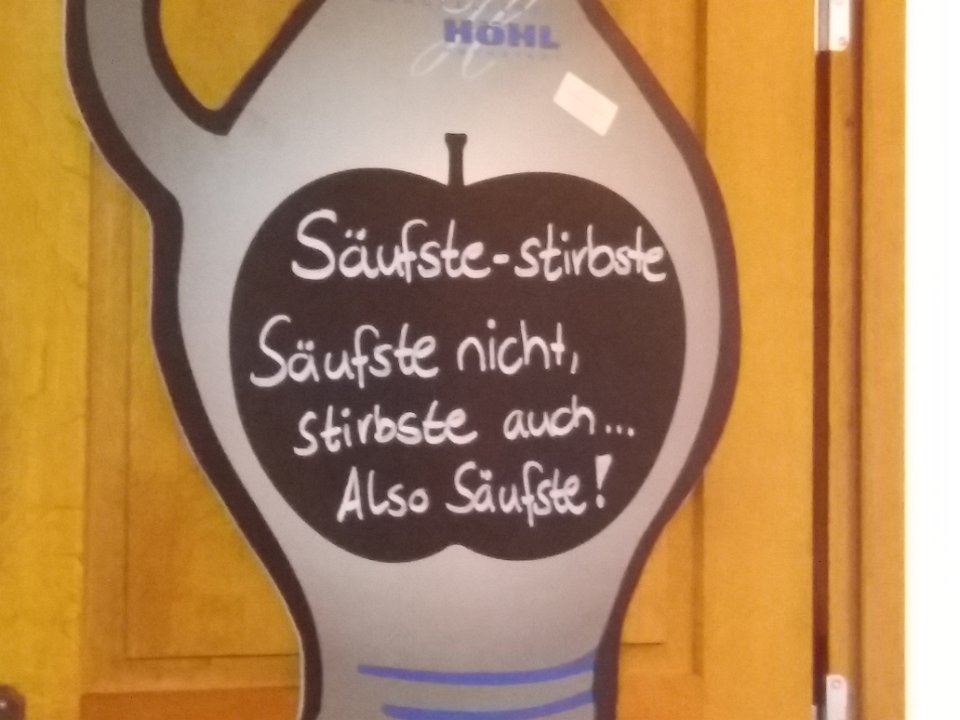 HÖHL
Säufste-stirbste
Säufste nicht,
stirbste auch...
Also Säufste!